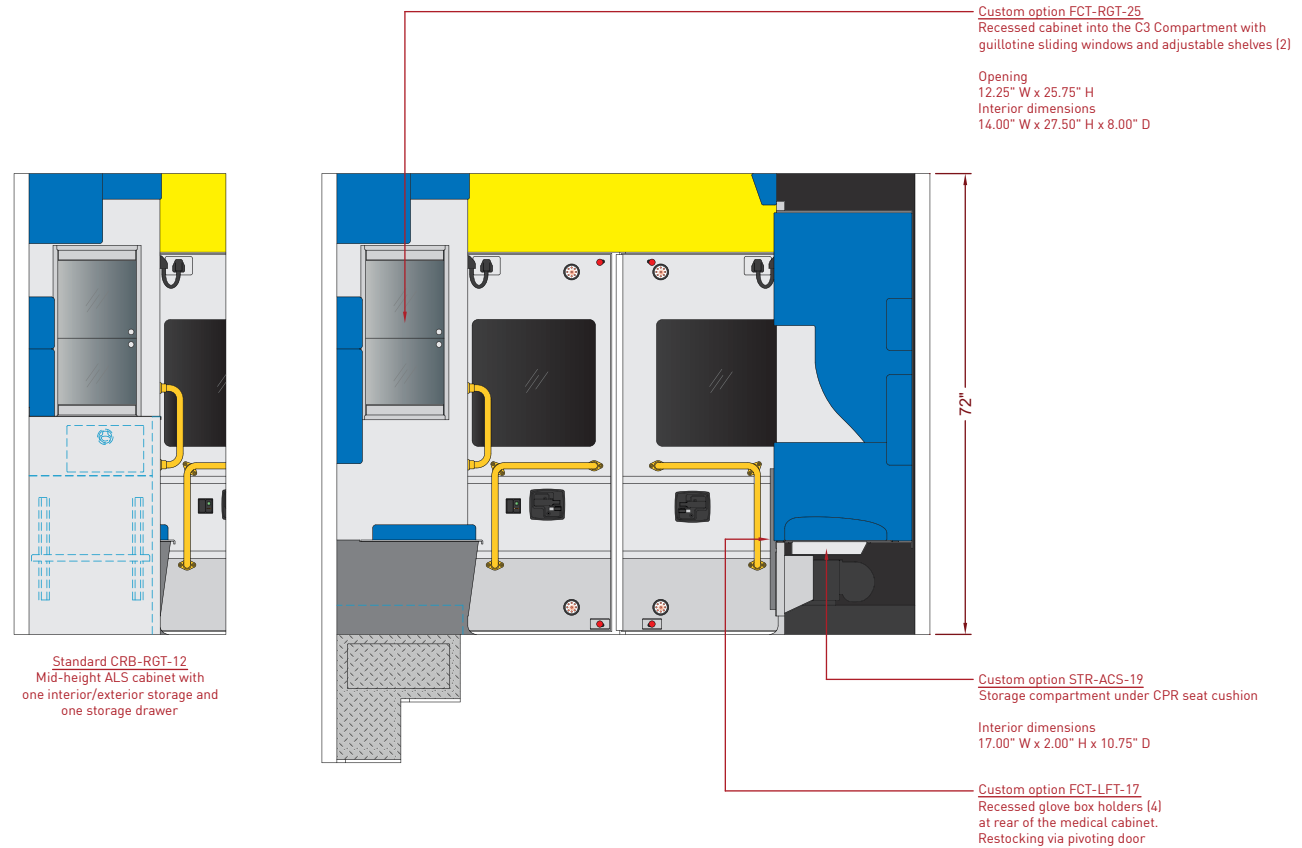 Custom option FCT-RGT-25
Recessed cabinet into the C3 Compartment with
guillotine sliding windows and adjustable shelves (2)
Opening
12.25" W x 25.75" H
Interior dimensions
14.00" W x 27.50" H x 8.00" D
72"
Standard CRB-RGT-12
Mid-height ALS cabinet with
one interior/exterior storage and
one storage drawer
Custom option STR-ACS-19
Storage compartment under CPR seat cushion
Interior dimensions
17.00" W x 2.00" H x 10.75" D
Custom option FCT-LFT-17
Recessed glove box holders (4)
at rear of the medical cabinet.
Restocking via pivoting door